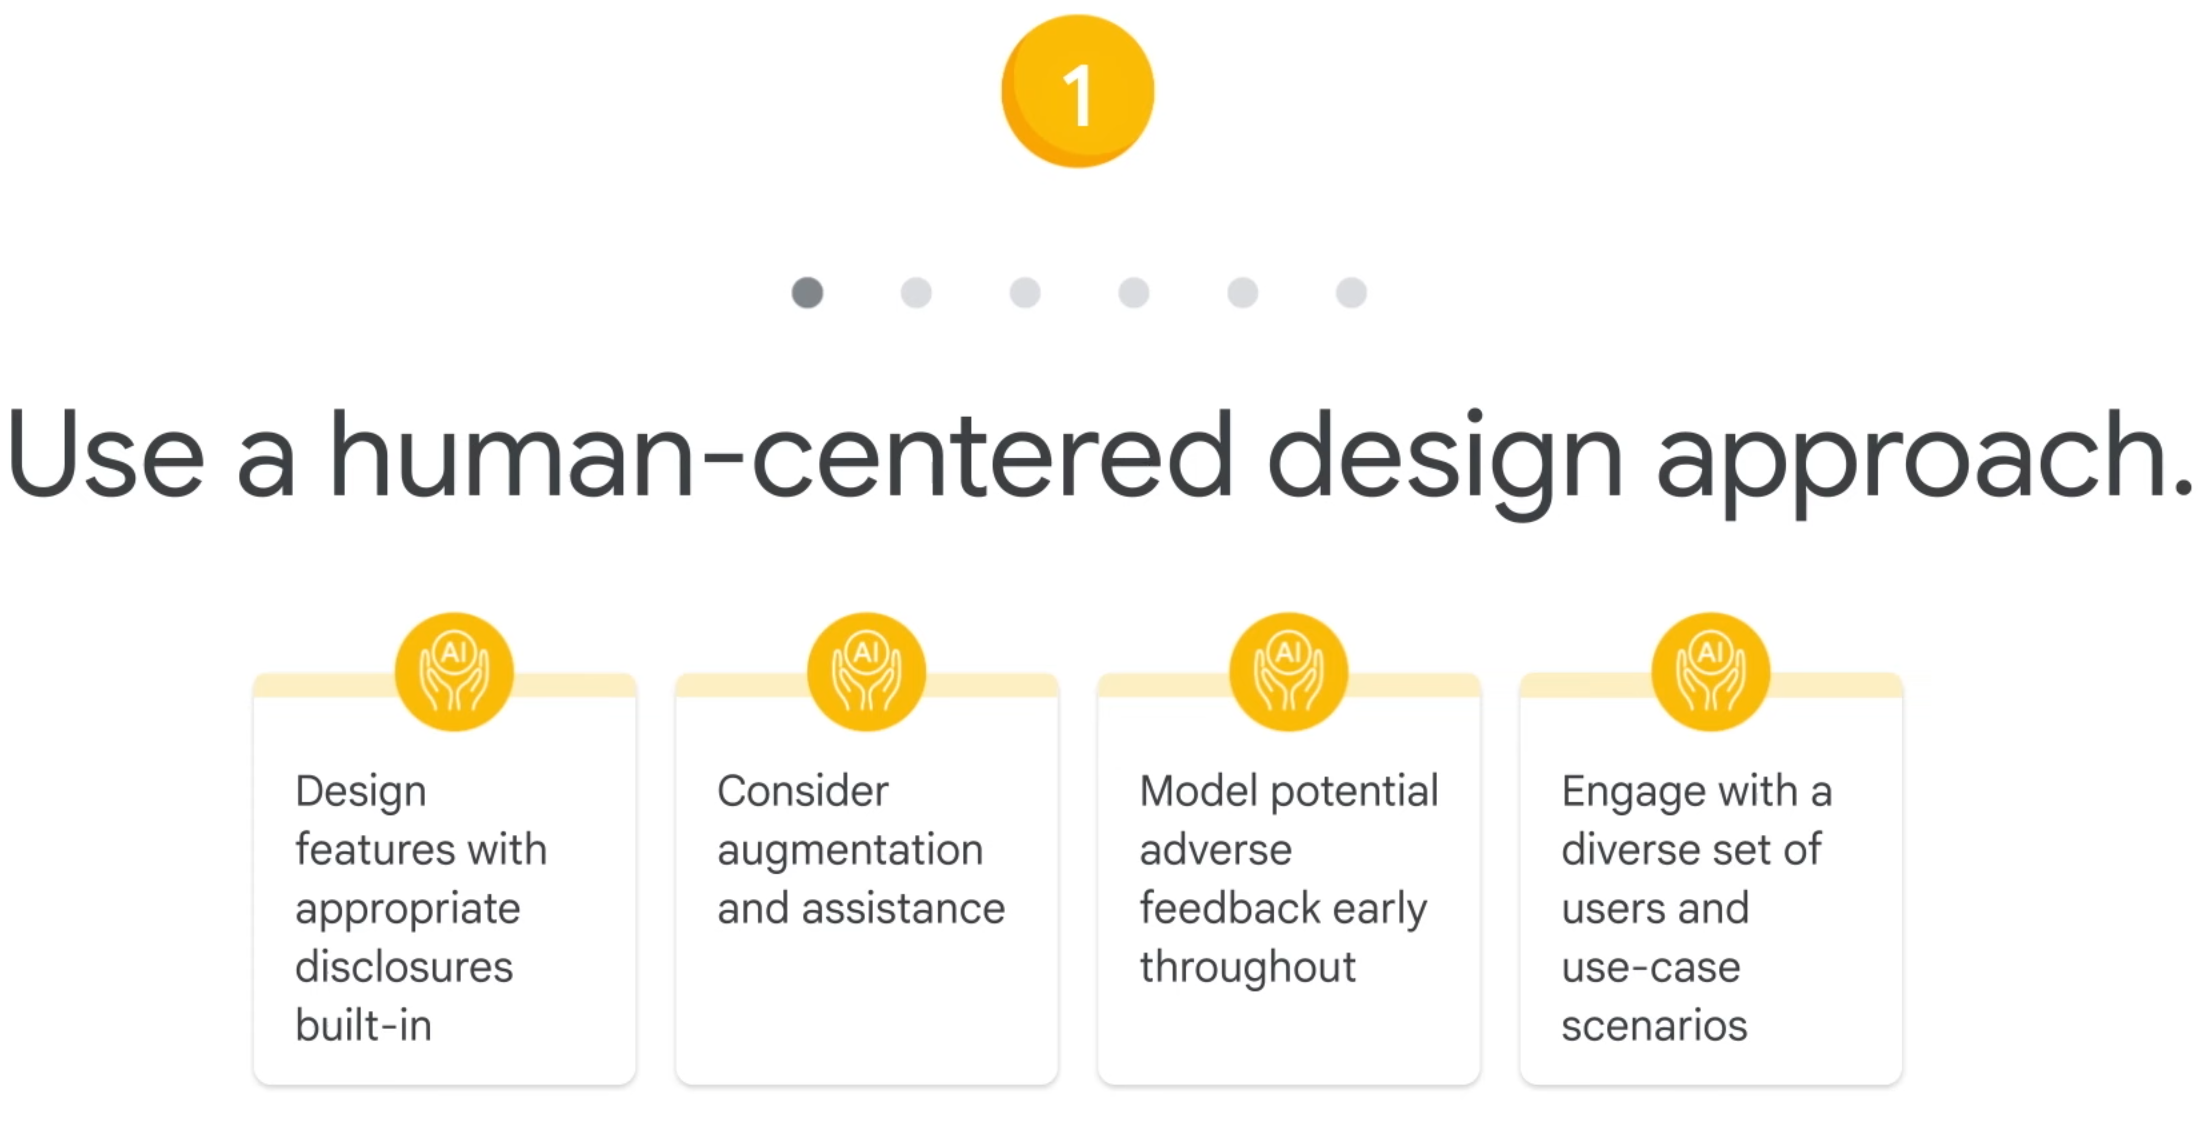 1
Use a human-centered design approach.
AI
Design
features with
appropriate
disclosures
built-in
AI
Consider
augmentation
and assistance
AI
Model potential
adverse
feedback early
throughout
AI
Engage with a
diverse set of
users and
use-case
scenarios